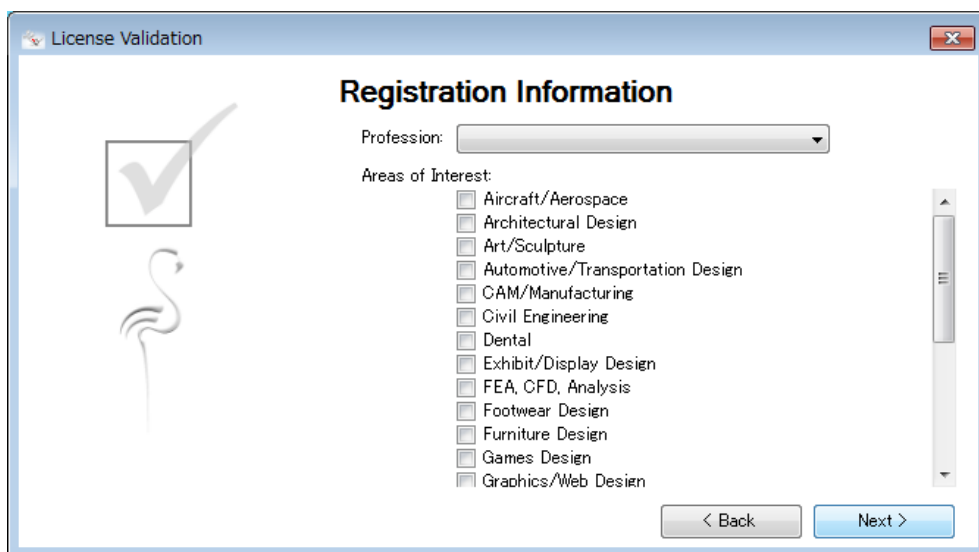 License Validation
Registration Information
Profession:
Areas of Interest:
Aircraft/Aerospace
Architectural Design
Art/Sculpture
Automotive/Transportation Design
CAM/Manufacturing
Civil Engineering
Dental
Exhibit/Display Design
FEA, CFD, Analysis
Footwear Design
Furniture Design
Games Design
Graphics/Web Design
< Back
Next >